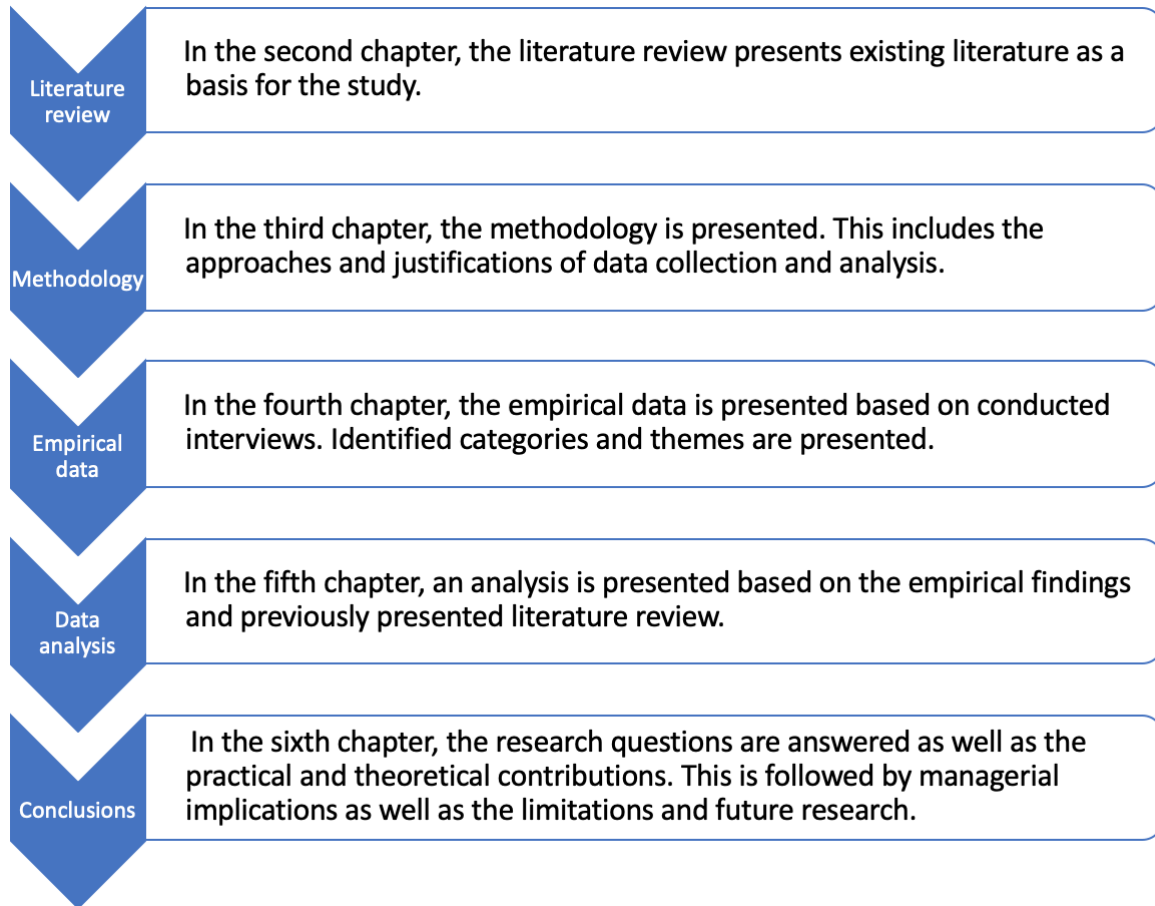 Literature
review
In the second chapter, the literature review presents existing literature as a
basis for the study.
Methodology
In the third chapter, the methodology is presented. This includes the
approaches and justifications of data collection and analysis.
Empirical
data
In the fourth chapter, the empirical data is presented based on conducted
interviews. Identified categories and themes are presented.
Data
analysis
In the fifth chapter, an analysis is presented based on the empirical findings
and previously presented literature review.
Conclusions
In the sixth chapter, the research questions are answered as well as the
practical and theoretical contributions. This is followed by managerial
implications as well as the limitations and future research.